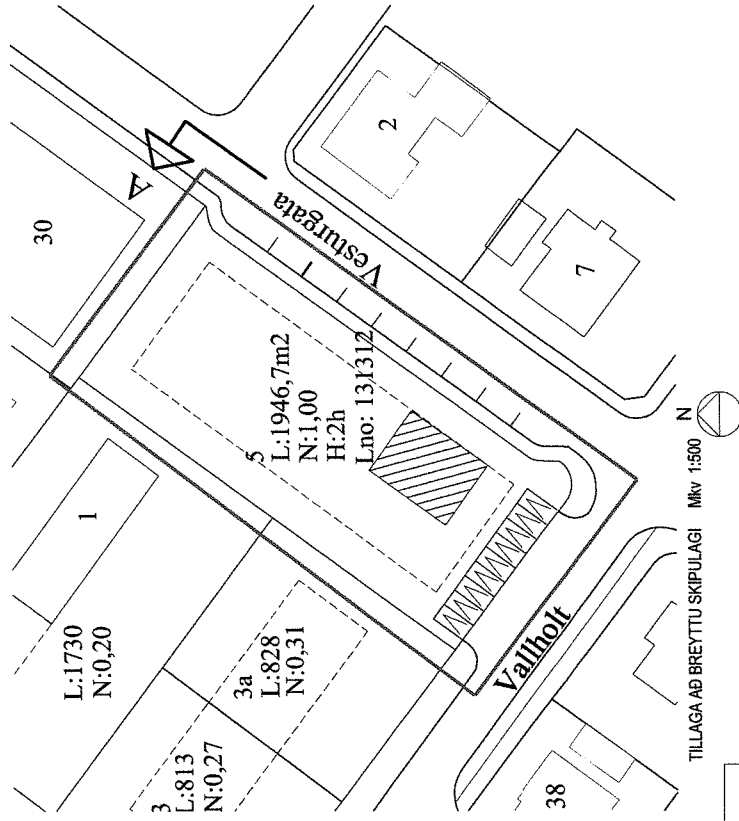 30
A
2
Vesturgata
7
5
L:1946,7m2
N:1,00
H:2h
Lno: 131312
1
L:1730
N:0,20
3a
L:828
N:0,31
3
L:813
N:0,27
Vallholt
38
N
TILLAGA AÐ BREYTTU SKIPULAGI Mkv 1:500